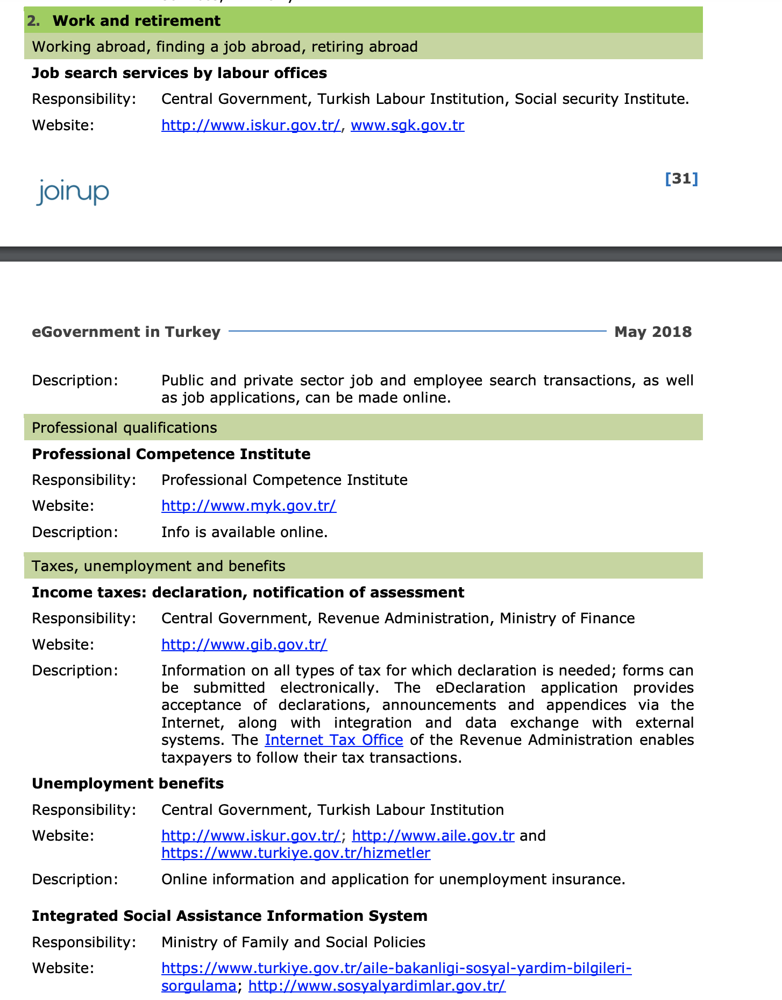 2. Work and retirement
Working abroad, finding a job abroad, retiring abroad
Job search services by labour offices
Responsibility: Central Government, Turkish Labour Institution, Social security Institute.
Website: http://www.iskur.gov.tr/, www.sgk.gov.tr
joinup
[31]
eGovernment in Turkey May 2018
Description: Public and private sector job and employee search transactions, as well
as job applications, can be made online.
Professional qualifications
Professional Competence Institute
Responsibility: Professional Competence Institute
Website: http://www.myk.gov.tr/
Description: Info is available online.
Taxes, unemployment and benefits
Income taxes: declaration, notification of assessment
Responsibility: Central Government, Revenue Administration, Ministry of Finance
Website: http://www.gib.gov.tr/
Description: Information on all types of tax for which declaration is needed; forms can
be submitted electronically. The eDeclaration application provides
acceptance of declarations, announcements and appendices via the
Internet, along with integration and data exchange with external
systems. The Internet Tax Office of the Revenue Administration enables
taxpayers to follow their tax transactions.
Unemployment benefits
Responsibility: Central Government, Turkish Labour Institution
Website: http://www.iskur.gov.tr/; http://www.aile.gov.tr and
https://www.turkiye.gov.tr/hizmetler
Description: Online information and application for unemployment insurance.
Integrated Social Assistance Information System
Responsibility: Ministry of Family and Social Policies
Website: https://www.turkiye.gov.tr/aile-bakanligi-sosyal-yardim-bilgileri-
sorgulama; http://www.sosyalyardimlar.gov.tr/